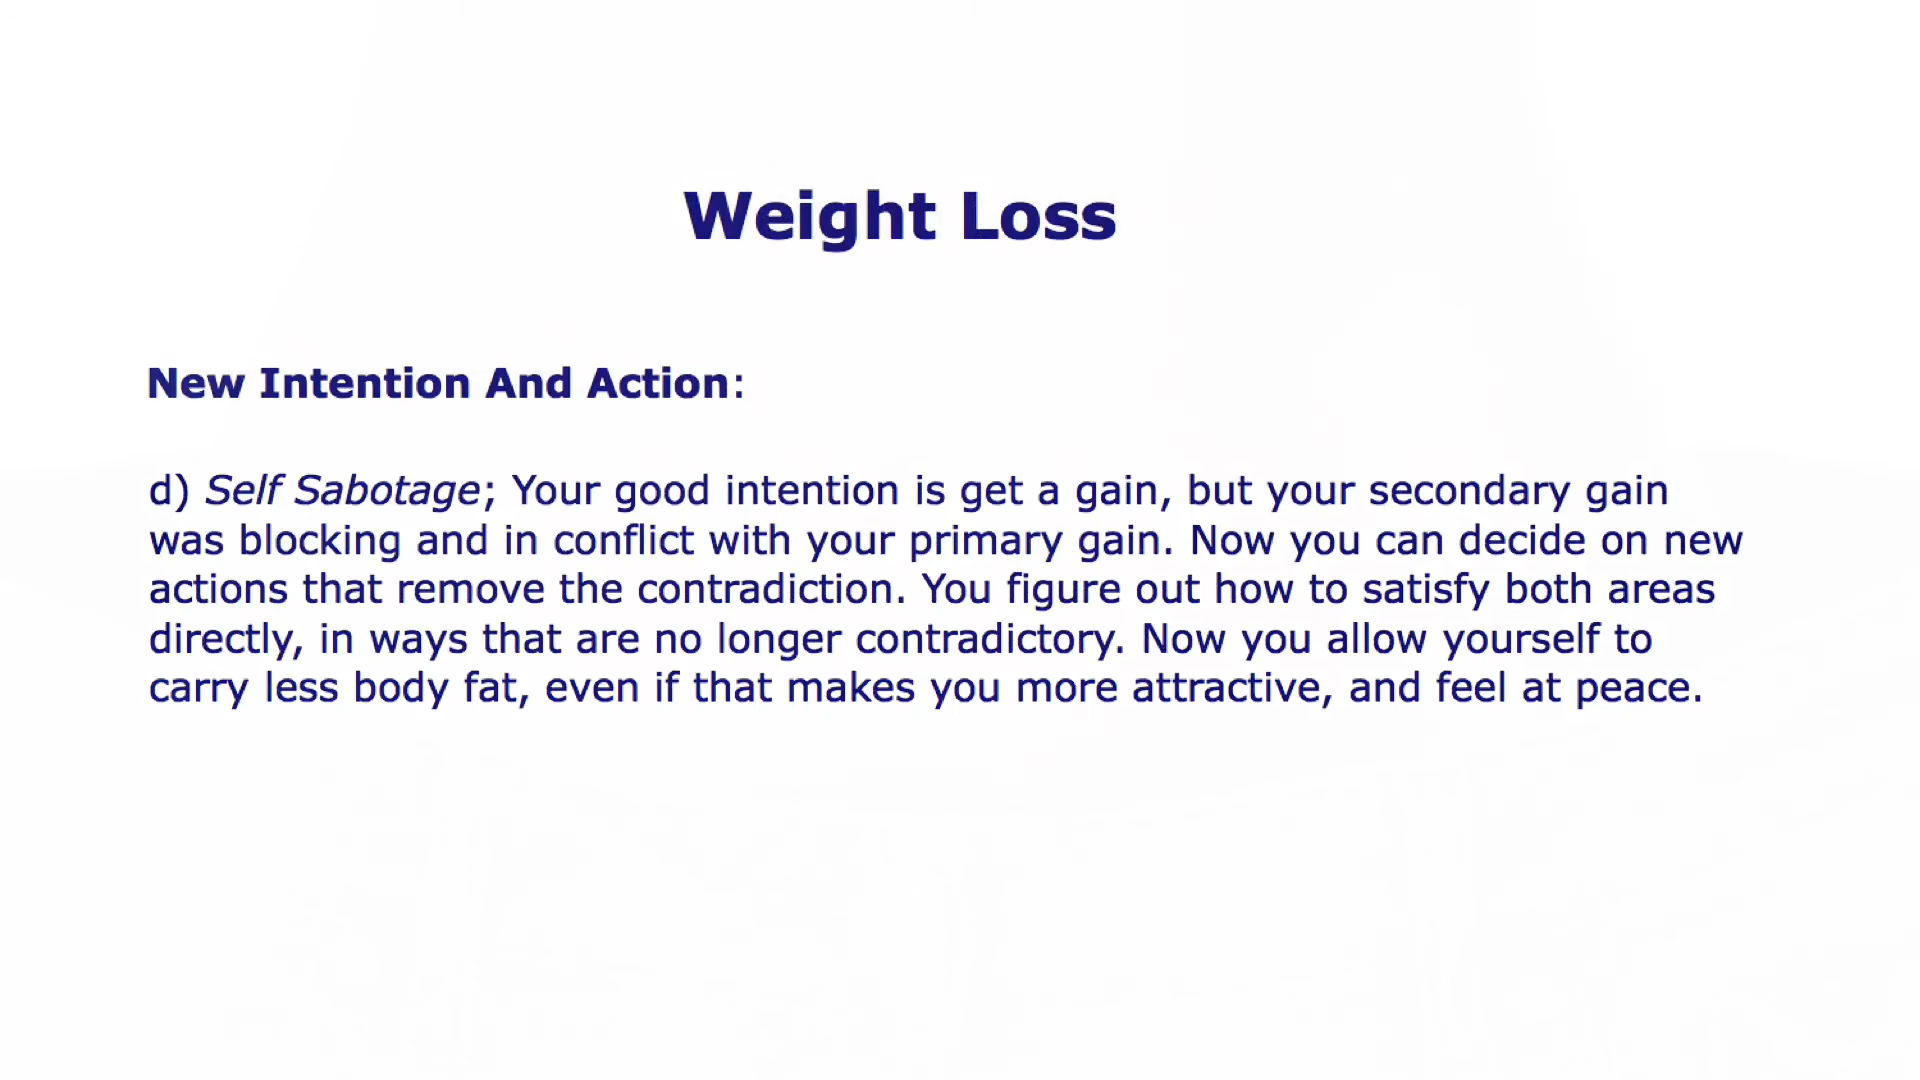 Weight Loss
New Intention And Action:
d) Self Sabotage; Your good intention is get a gain, but your secondary gain
was blocking and in conflict with your primary gain. Now you can decide on new
actions that remove the contradiction. You figure out how to satisfy both areas
directly, in ways that are no longer contradictory. Now you allow yourself to
carry less body fat, even if that makes you more attractive, and feel at peace.